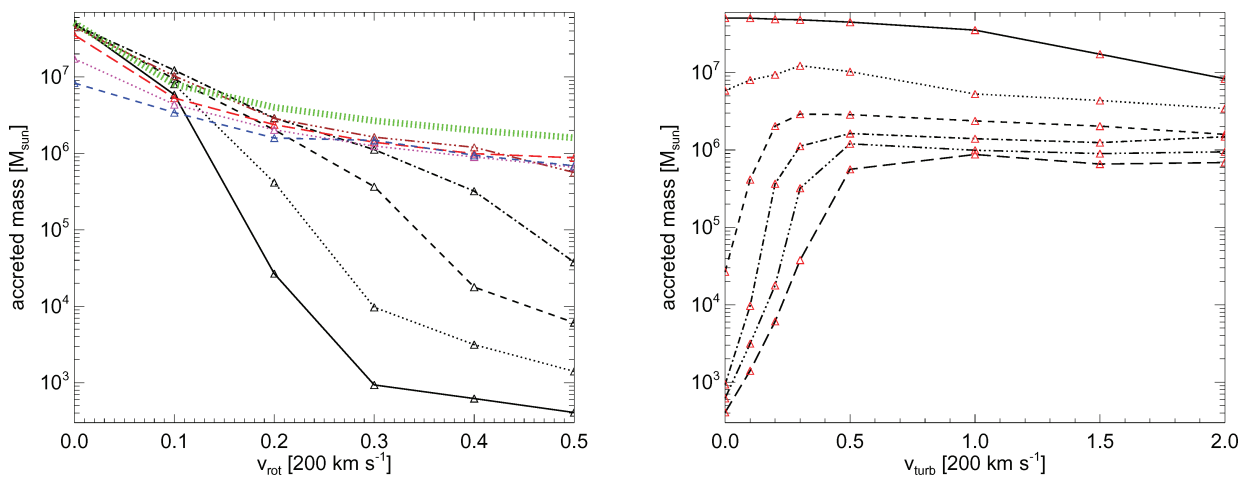 accreted mass [M_sun]
10^7
10^6
10^5
10^4
10^3
0.0 0.1 0.2 0.3 0.4 0.5
v_rot [200 km s^-1]
accreted mass [M_sun]
10^7
10^6
10^5
10^4
10^3
0.0 0.5 1.0 1.5 2.0
v_turb [200 km s^-1]